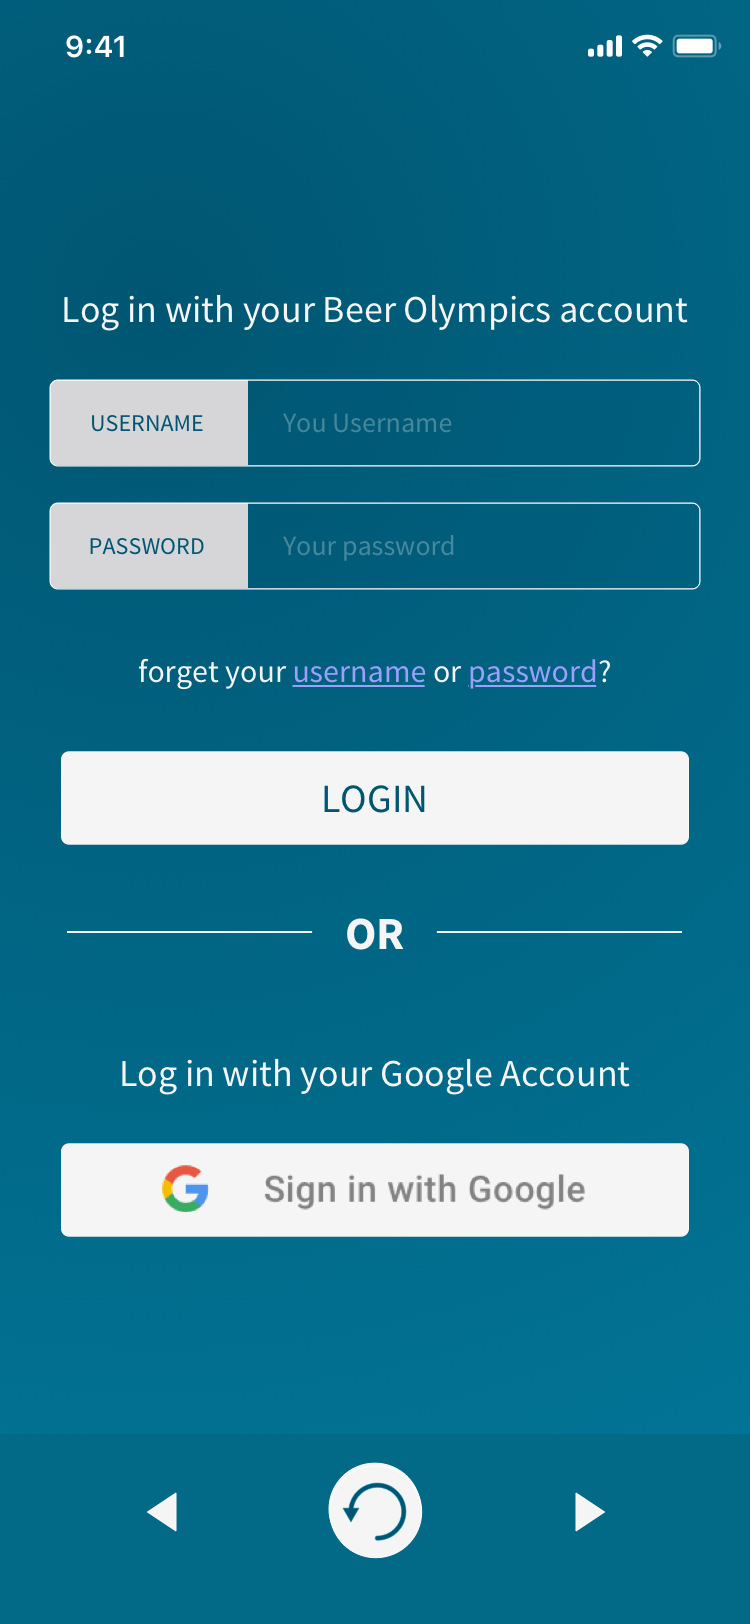 9:41
Log in with your Beer Olympics account
USERNAME You Username
PASSWORD Your password
forget your username or password?
LOGIN
OR
Log in with your Google Account
Sign in with Google